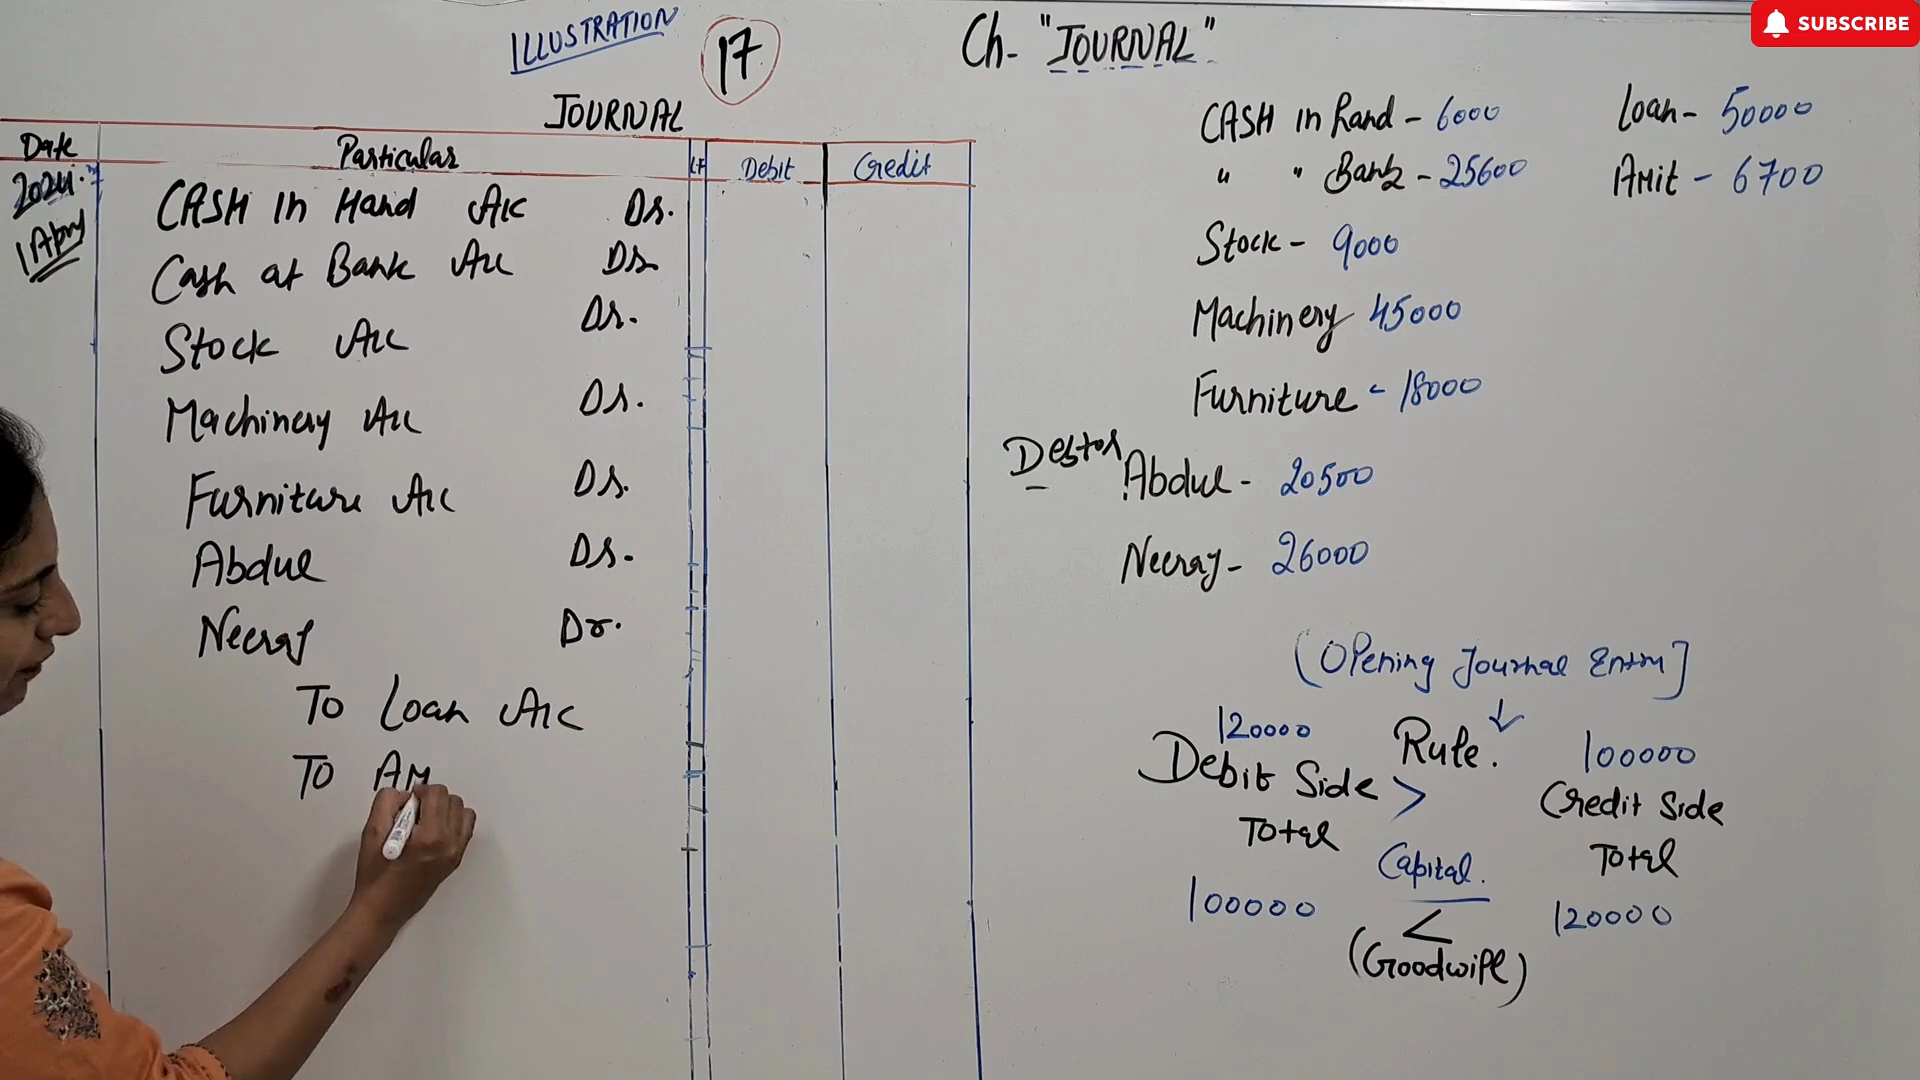 SUBSCRIBE
ILLUSTRATION 17
Ch- "JOURNAL"
JOURNAL
Date Particular LF Debit Credit
2024
1 April
CASH In Hand A/c Dr.
Cash at Bank A/c Dr
Stock A/c Dr.
Machinery A/c Dr.
Furniture A/c Dr.
Abdul Dr.
Neeraj Dr.
To Loan A/c
To AM
CASH in hand - 6000
" " Bank - 25600
Stock - 9000
Machinery 45000
Furniture - 18000
Debtor Abdul - 20500
Neeraj - 26000
Loan - 50000
Amit - 6700
(Opening Journal Entry]
Rule.
120000 100000
Debit Side > Credit Side
Total Total
Capital.
100000 < 120000
(Goodwill)